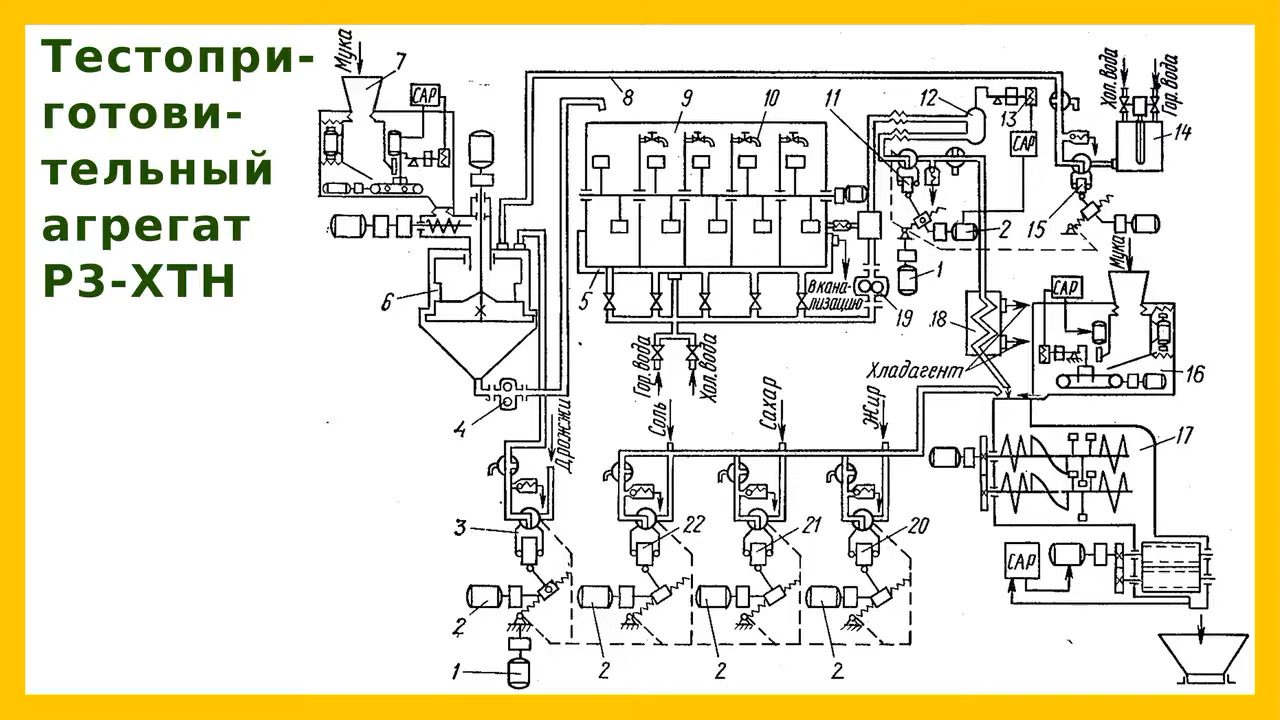 Тестопри-
готови-
тельный
агрегат
РЗ-ХТН
Мука
7
САР
8
9
10
11
12
13
САР
Хол. Вода
Гор. Вода
14
15
2
1
Мука
6
5
В кана-
лизацию
19
18
САР
16
Хладагент
Гор. Вода
Хол. Вода
4
Дрожжи
Соль
Сахар
Жир
17
3
22
21
20
САР
2
2
2
2
1